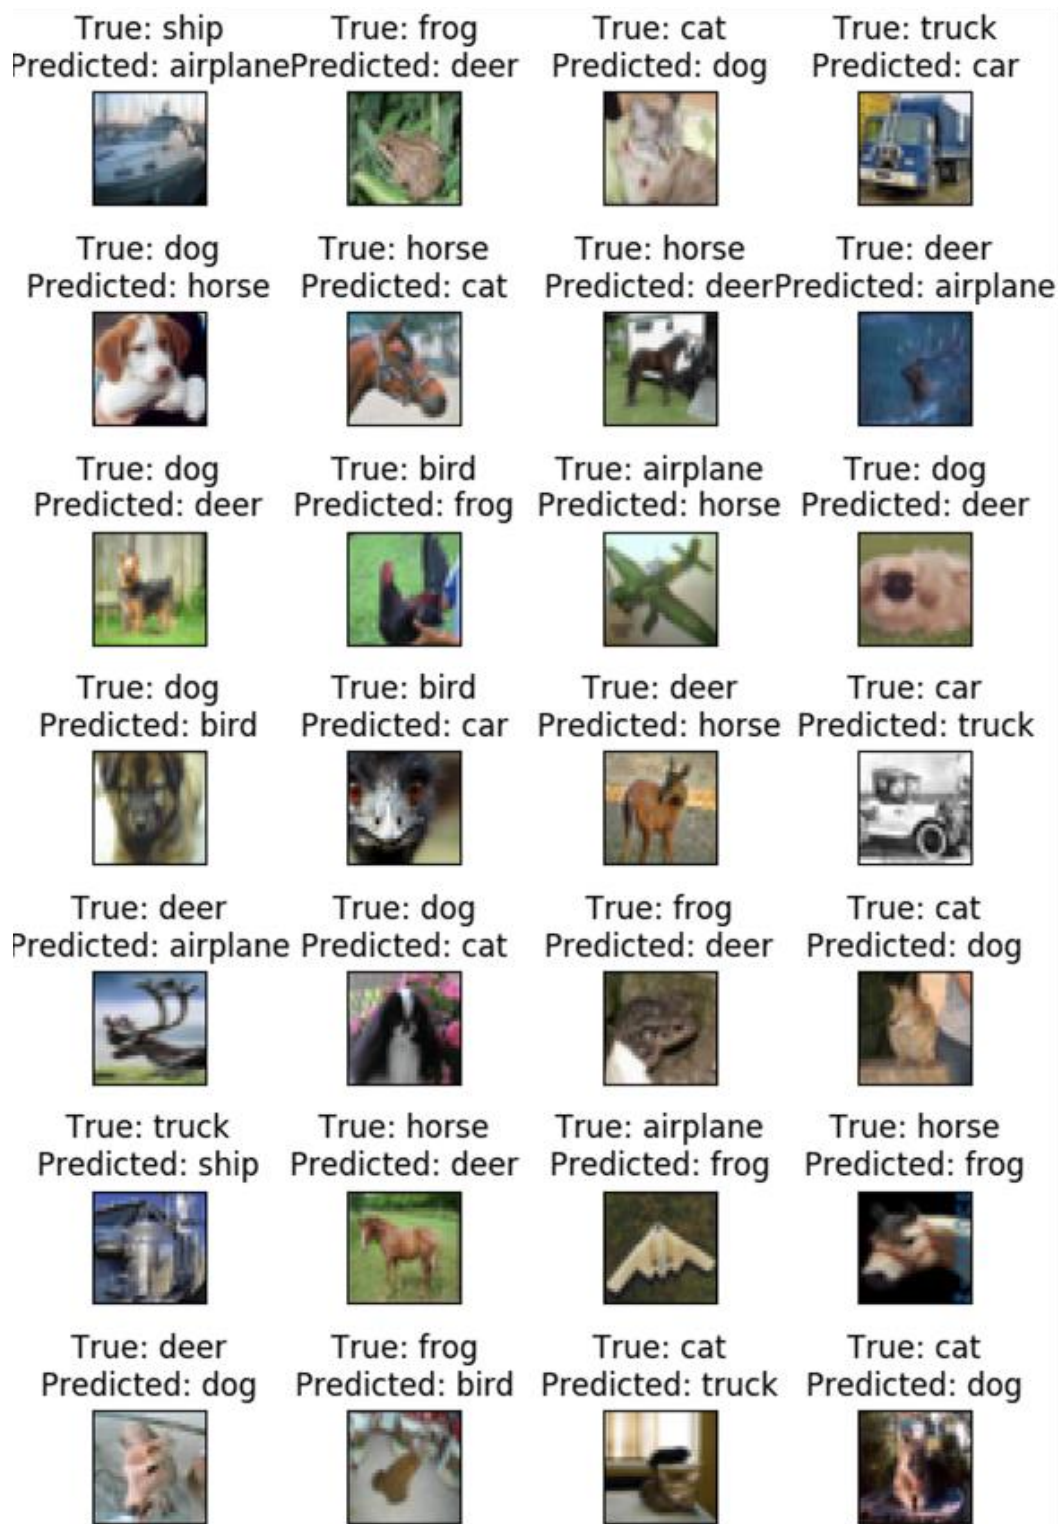 True: ship
Predicted: airplane
True: frog
Predicted: deer
True: cat
Predicted: dog
True: truck
Predicted: car
True: dog
Predicted: horse
True: horse
Predicted: cat
True: horse
Predicted: deer
True: deer
Predicted: airplane
True: dog
Predicted: deer
True: bird
Predicted: frog
True: airplane
Predicted: horse
True: dog
Predicted: deer
True: dog
Predicted: bird
True: bird
Predicted: car
True: deer
Predicted: horse
True: car
Predicted: truck
True: deer
Predicted: airplane
True: dog
Predicted: cat
True: frog
Predicted: deer
True: cat
Predicted: dog
True: truck
Predicted: ship
True: horse
Predicted: deer
True: airplane
Predicted: frog
True: horse
Predicted: frog
True: deer
Predicted: dog
True: frog
Predicted: bird
True: cat
Predicted: truck
True: cat
Predicted: dog